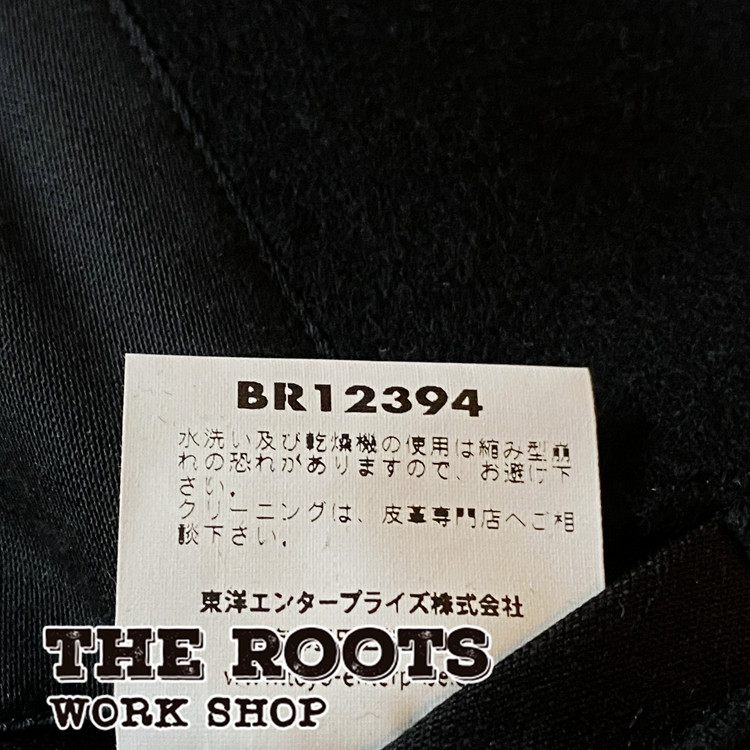 BR12394
水洗い及び乾燥機の使用は縮み型崩
れの恐れがありますので、お避け下
さい。
クリーニングは、皮革専門店へご相
談下さい。
東洋エンタープライズ株式会社
THE ROOTS
WORK SHOP